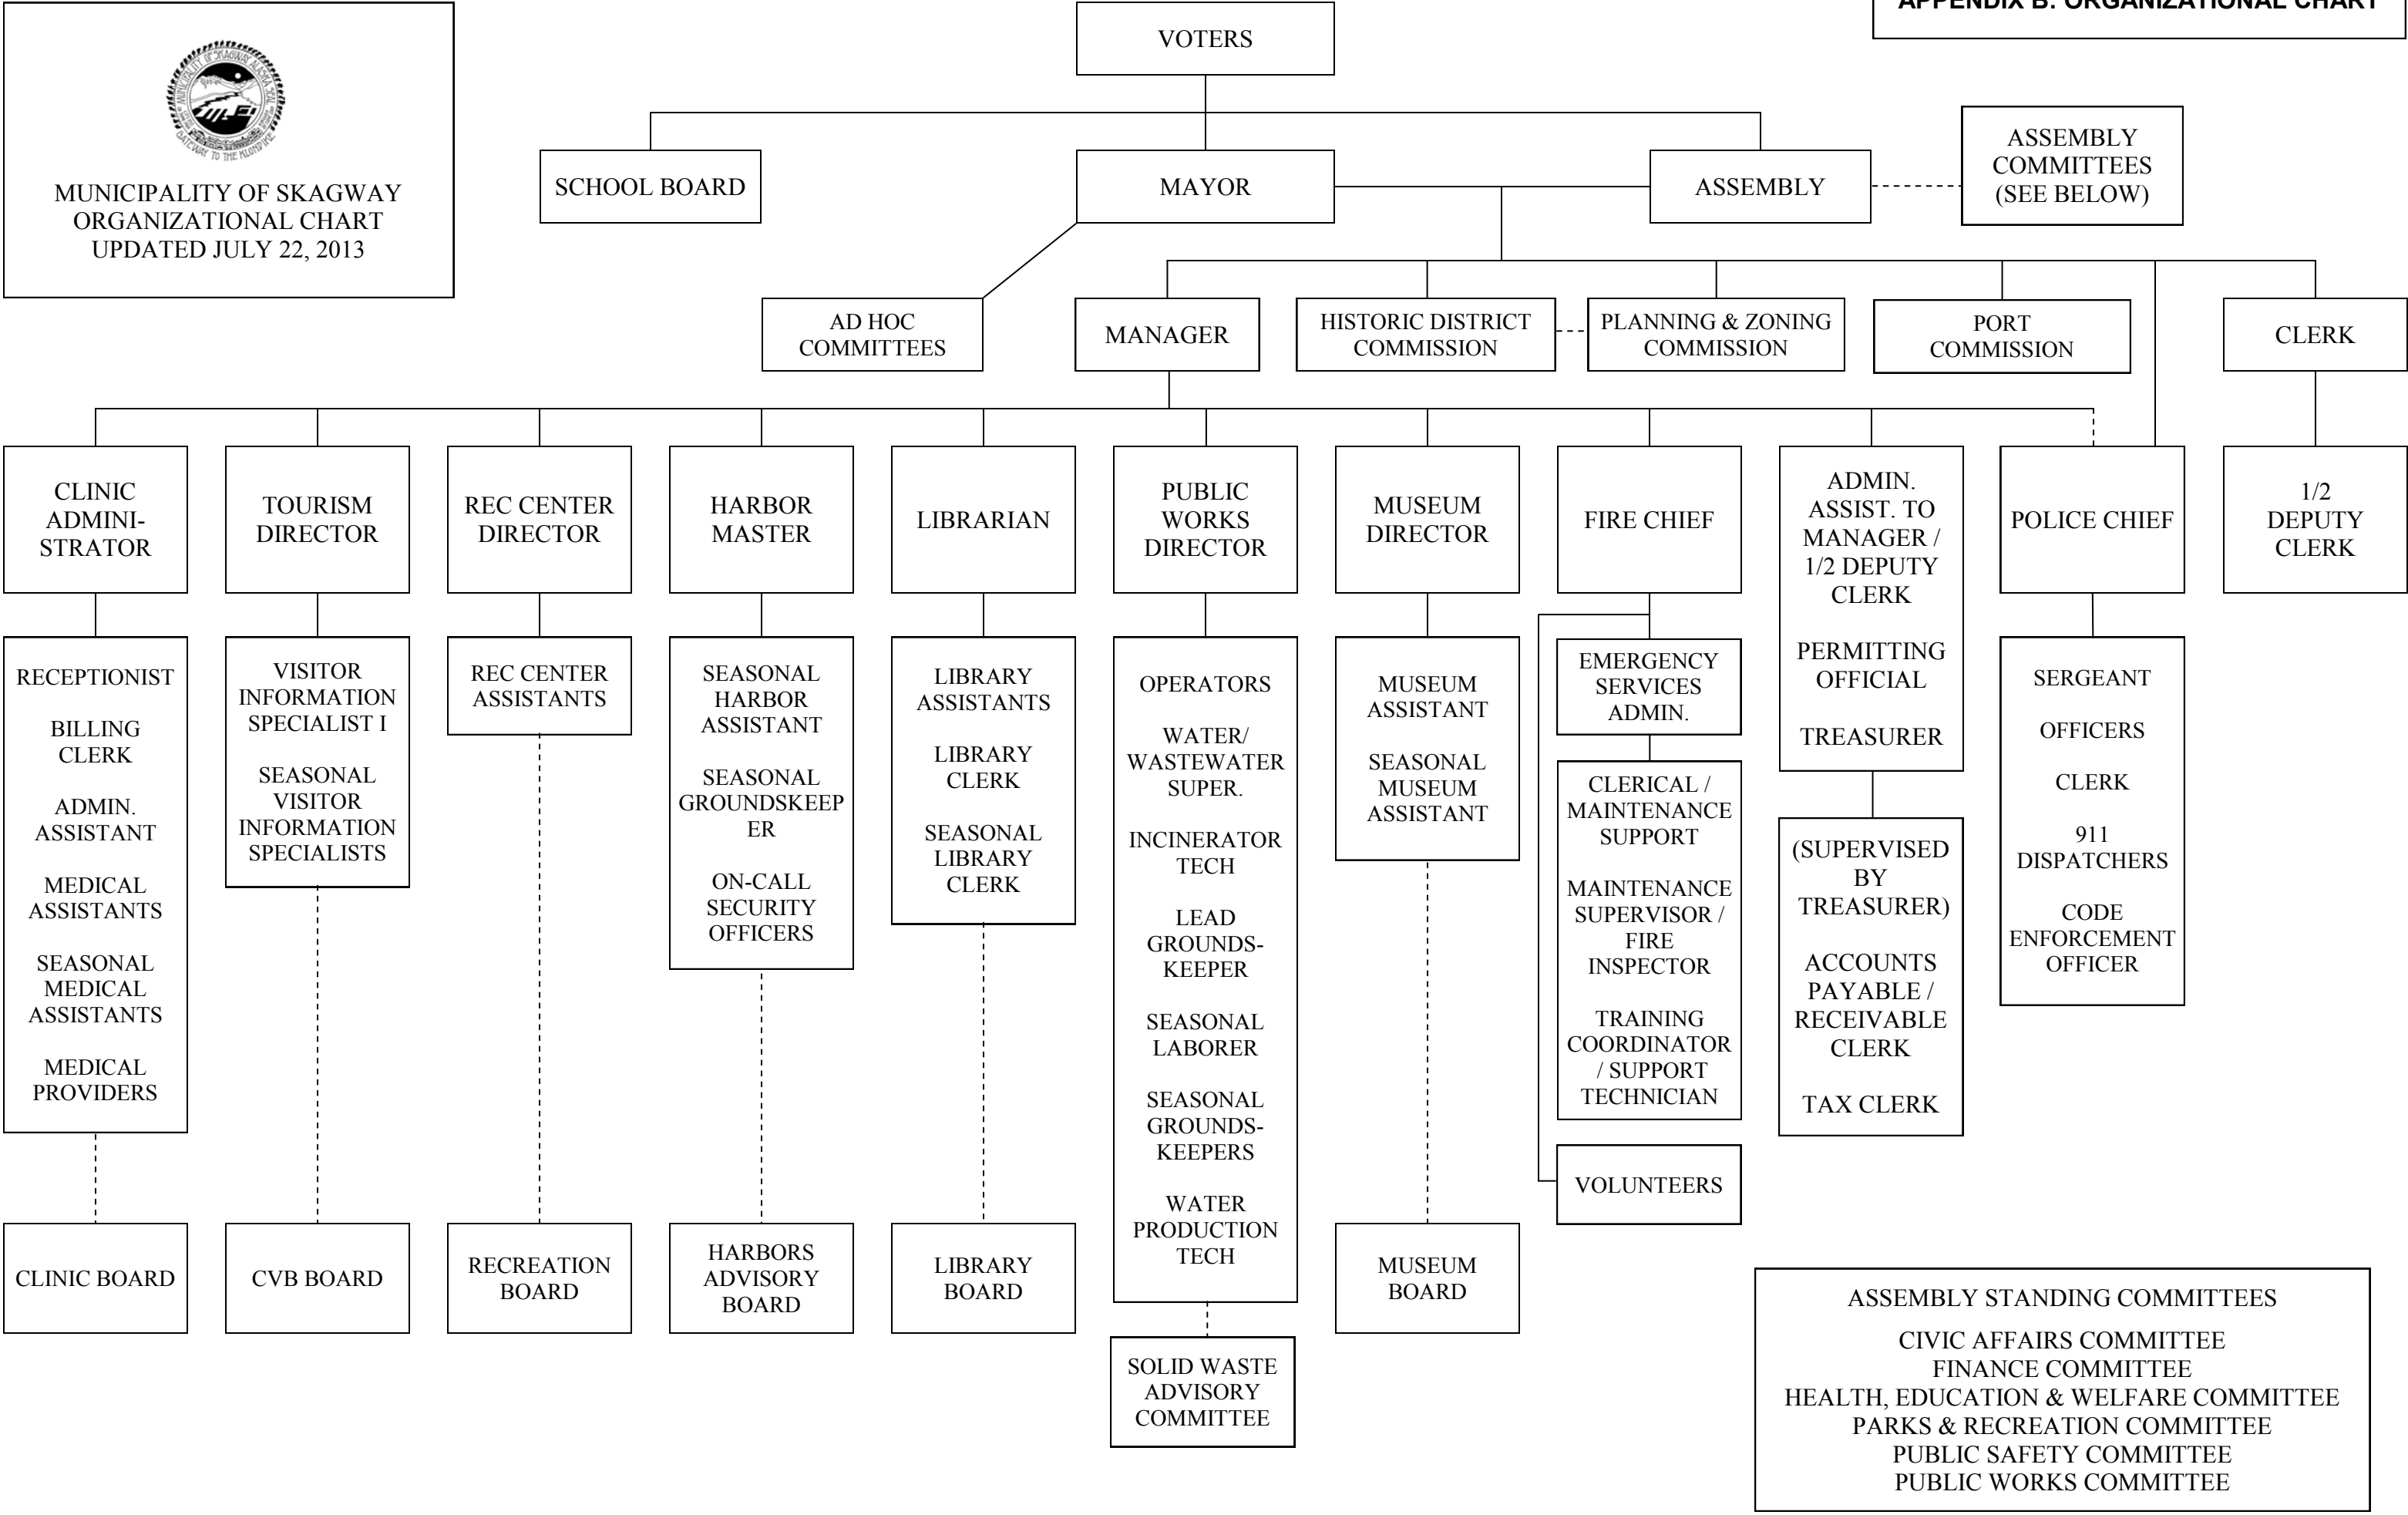 APPENDIX B: ORGANIZATIONAL CHART
MUNICIPALITY OF SKAGWAY ALASKA SEAL
GATEWAY TO THE KLONDIKE
MUNICIPALITY OF SKAGWAY
ORGANIZATIONAL CHART
UPDATED JULY 22, 2013
VOTERS
SCHOOL BOARD
MAYOR
ASSEMBLY
ASSEMBLY
COMMITTEES
(SEE BELOW)
AD HOC
COMMITTEES
MANAGER
HISTORIC DISTRICT
COMMISSION
PLANNING & ZONING
COMMISSION
PORT
COMMISSION
CLERK
CLINIC
ADMINI-
STRATOR
TOURISM
DIRECTOR
REC CENTER
DIRECTOR
HARBOR
MASTER
LIBRARIAN
PUBLIC
WORKS
DIRECTOR
MUSEUM
DIRECTOR
FIRE CHIEF
ADMIN.
ASSIST. TO
MANAGER /
1/2 DEPUTY
CLERK
PERMITTING
OFFICIAL
TREASURER
POLICE CHIEF
1/2
DEPUTY
CLERK
RECEPTIONIST
BILLING
CLERK
ADMIN.
ASSISTANT
MEDICAL
ASSISTANTS
SEASONAL
MEDICAL
ASSISTANTS
MEDICAL
PROVIDERS
VISITOR
INFORMATION
SPECIALIST I
SEASONAL
VISITOR
INFORMATION
SPECIALISTS
REC CENTER
ASSISTANTS
SEASONAL
HARBOR
ASSISTANT
SEASONAL
GROUNDSKEEP
ER
ON-CALL
SECURITY
OFFICERS
LIBRARY
ASSISTANTS
LIBRARY
CLERK
SEASONAL
LIBRARY
CLERK
OPERATORS
WATER/
WASTEWATER
SUPER.
INCINERATOR
TECH
LEAD
GROUNDS-
KEEPER
SEASONAL
LABORER
SEASONAL
GROUNDS-
KEEPERS
WATER
PRODUCTION
TECH
MUSEUM
ASSISTANT
SEASONAL
MUSEUM
ASSISTANT
EMERGENCY
SERVICES
ADMIN.
CLERICAL /
MAINTENANCE
SUPPORT
MAINTENANCE
SUPERVISOR /
FIRE
INSPECTOR
TRAINING
COORDINATOR
/ SUPPORT
TECHNICIAN
VOLUNTEERS
(SUPERVISED
BY
TREASURER)
ACCOUNTS
PAYABLE /
RECEIVABLE
CLERK
TAX CLERK
SERGEANT
OFFICERS
CLERK
911
DISPATCHERS
CODE
ENFORCEMENT
OFFICER
CLINIC BOARD
CVB BOARD
RECREATION
BOARD
HARBORS
ADVISORY
BOARD
LIBRARY
BOARD
SOLID WASTE
ADVISORY
COMMITTEE
MUSEUM
BOARD
ASSEMBLY STANDING COMMITTEES
CIVIC AFFAIRS COMMITTEE
FINANCE COMMITTEE
HEALTH, EDUCATION & WELFARE COMMITTEE
PARKS & RECREATION COMMITTEE
PUBLIC SAFETY COMMITTEE
PUBLIC WORKS COMMITTEE